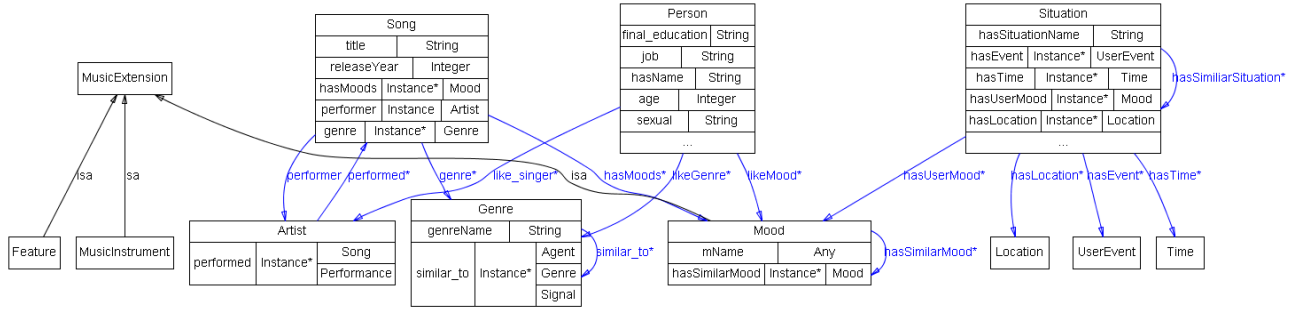 Song
title String
releaseYear Integer
hasMoods Instance* Mood
performer Instance Artist
genre Instance* Genre
Person
final_education String
job String
hasName String
age Integer
sexual String
...
Situation
hasSituationName String
hasEvent Instance* UserEvent
hasTime Instance* Time
hasUserMood Instance* Mood
hasLocation Instance* Location
...
hasSimiliarSituation*
MusicExtension
isa
isa
performer
performed*
genre*
like_singer*
hasMoods*
isa
likeGenre*
likeMood*
hasUserMood*
hasLocation*
hasEvent*
hasTime*
Feature
MusicInstrument
Artist
performed Instance* Song
Performance
Genre
genreName String
similar_to Instance* Agent
Genre
Signal
similar_to*
Mood
mName Any
hasSimilarMood Instance* Mood
hasSimilarMood*
Location
UserEvent
Time